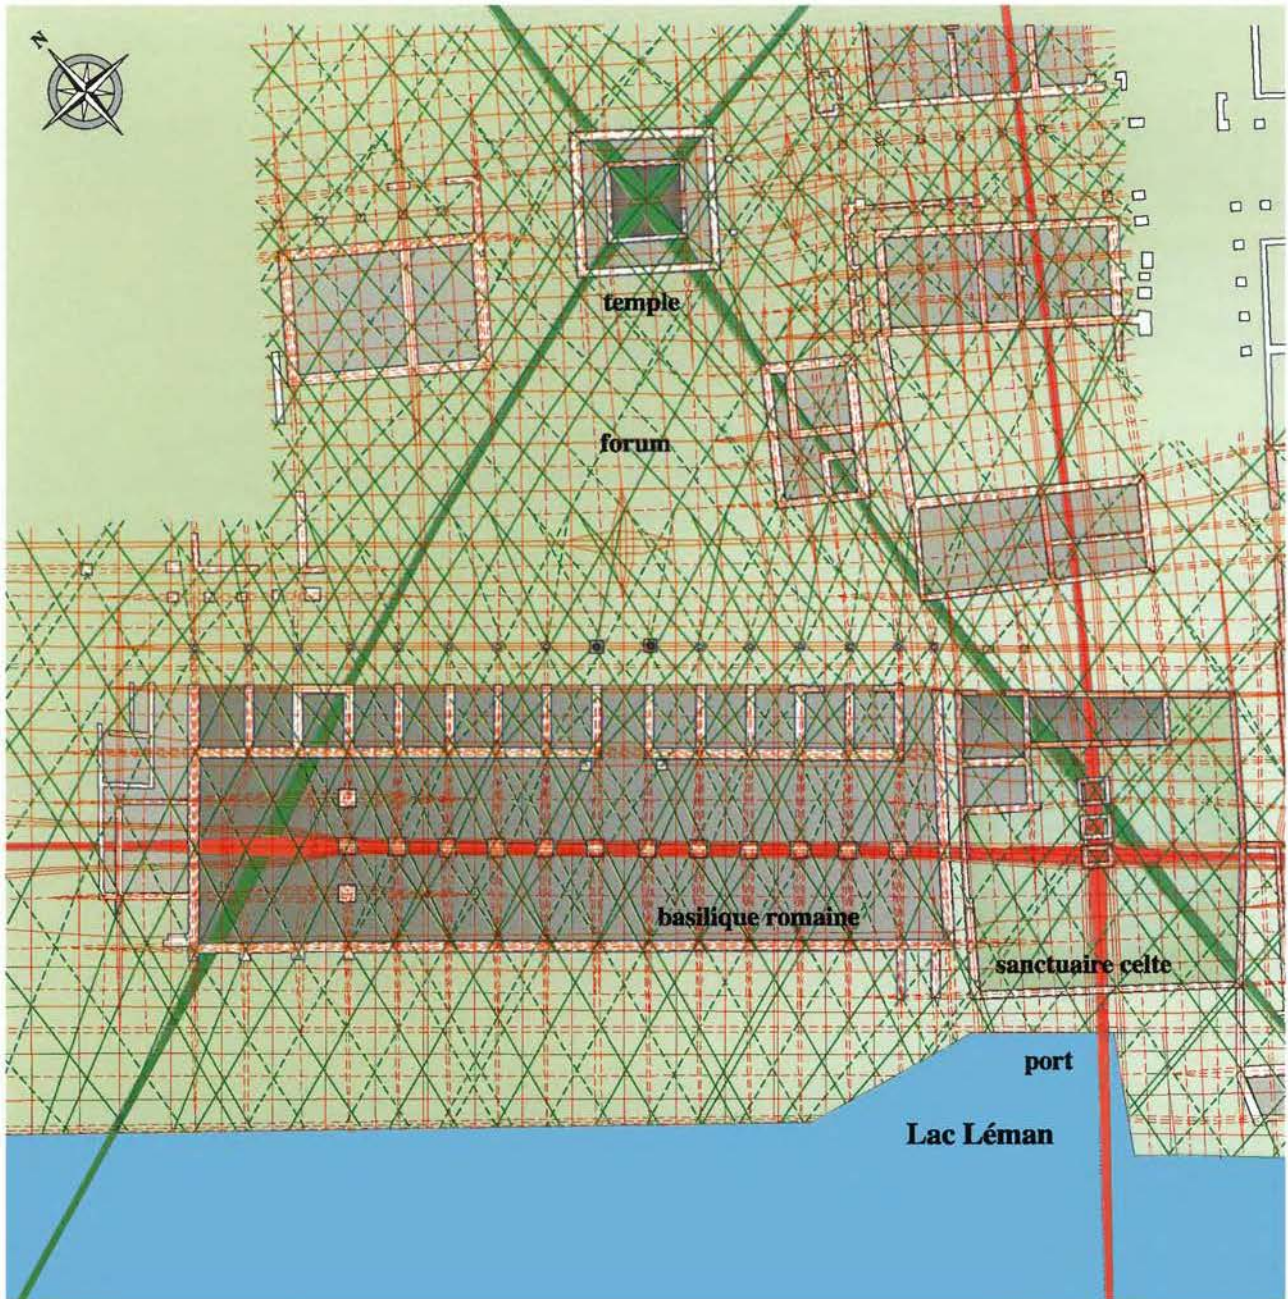 N
temple
forum
basilique romaine
sanctuaire celte
port
Lac Léman